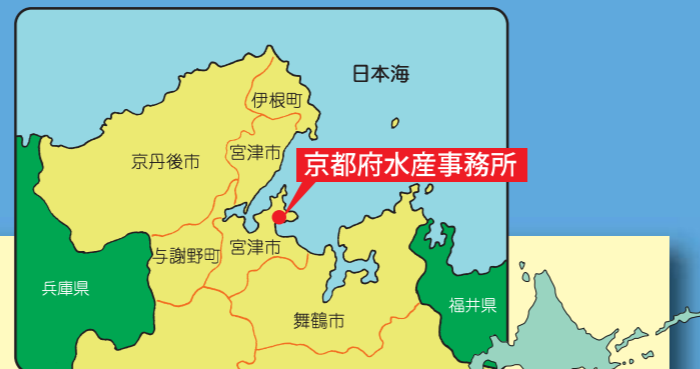 日本海
伊根町
宮津市
京丹後市
京都府水産事務所
与謝野町
宮津市
兵庫県
福井県
舞鶴市